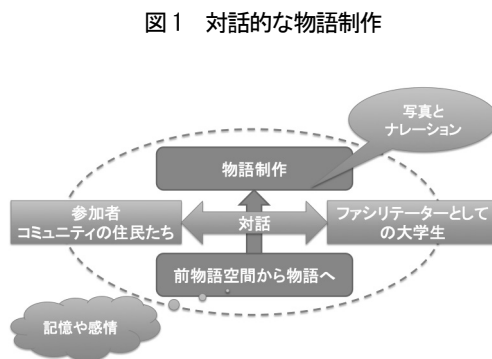 図1　対話的な物語制作
写真と
ナレーション
物語制作
参加者
コミュニティの住民たち
対話
ファシリテーターとして
の大学生
前物語空間から物語へ
記憶や感情